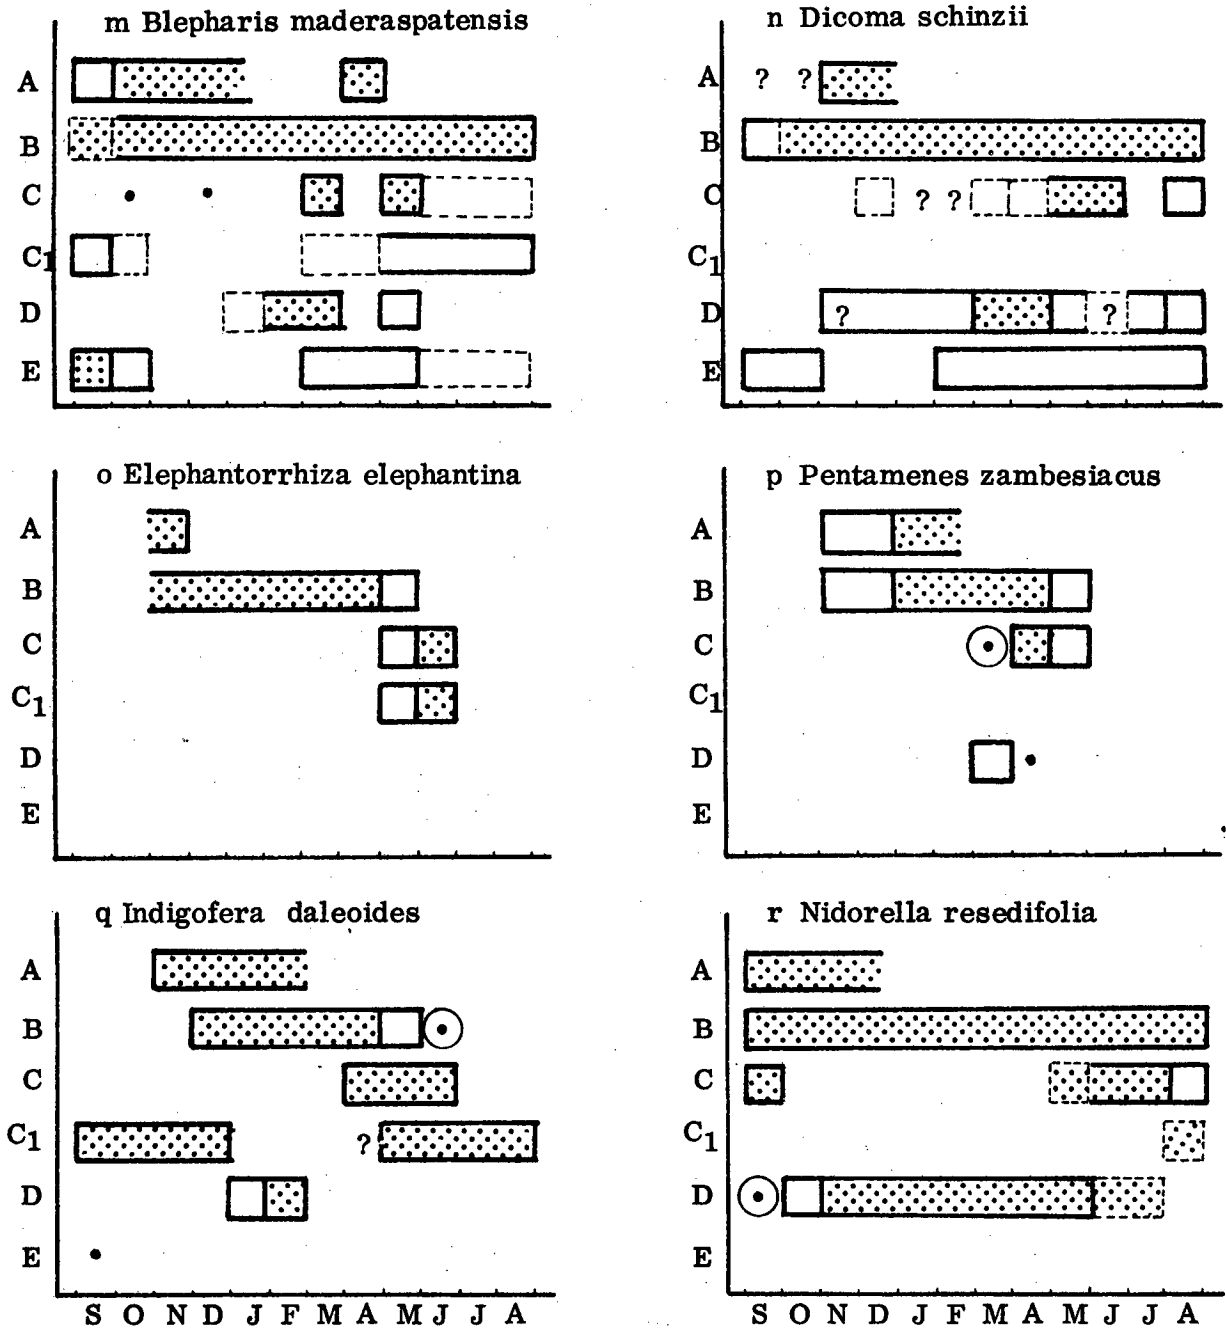 m Blepharis maderaspatensis
A
B
C
C1
D
E
n Dicoma schinzii
A ? ?
B
C ? ?
C1
D ? ?
E
o Elephantorrhiza elephantina
A
B
C
C1
D
E
p Pentamenes zambesiacus
A
B
C
C1
D
E
q Indigofera daleoides
A
B
C
C1 ?
D
E
S O N D J F M A M J J A
r Nidorella resedifolia
A
B
C
C1
D
E
S O N D J F M A M J J A